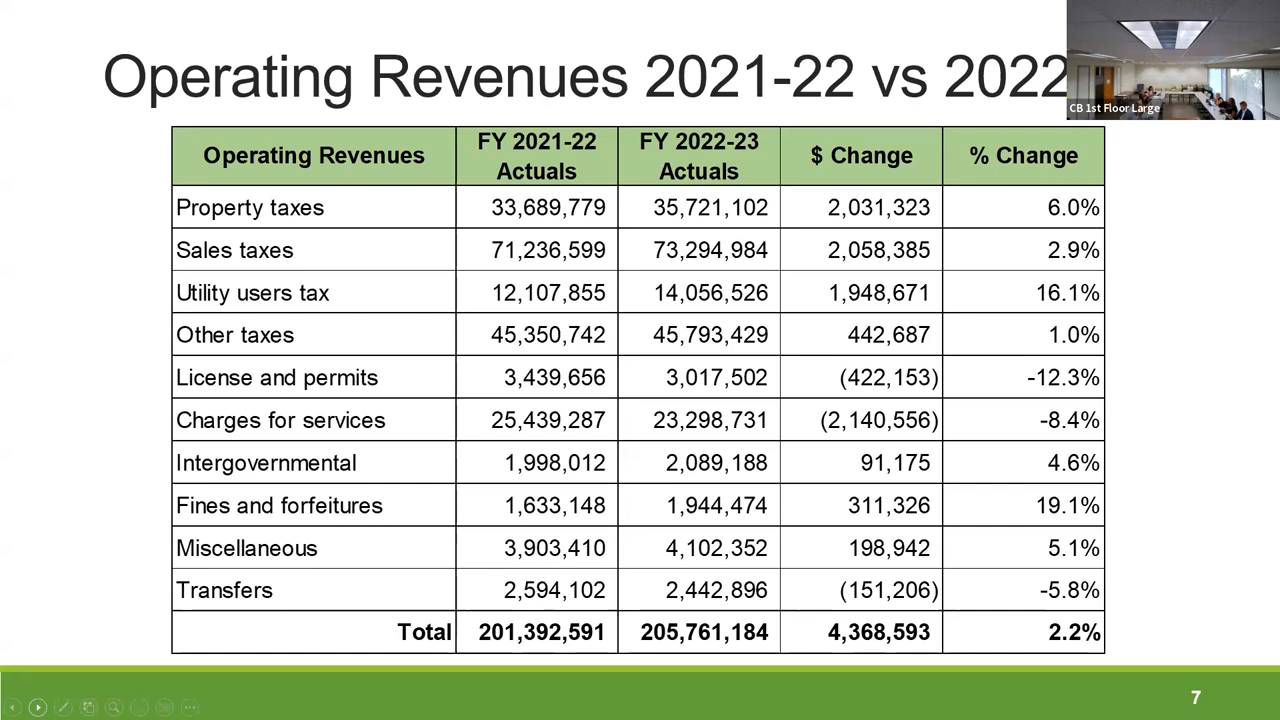 Operating Revenues 2021-22 vs 2022
CB 1st Floor Large
Operating Revenues FY 2021-22 Actuals FY 2022-23 Actuals $ Change % Change
Property taxes 33,689,779 35,721,102 2,031,323 6.0%
Sales taxes 71,236,599 73,294,984 2,058,385 2.9%
Utility users tax 12,107,855 14,056,526 1,948,671 16.1%
Other taxes 45,350,742 45,793,429 442,687 1.0%
License and permits 3,439,656 3,017,502 (422,153) -12.3%
Charges for services 25,439,287 23,298,731 (2,140,556) -8.4%
Intergovernmental 1,998,012 2,089,188 91,175 4.6%
Fines and forfeitures 1,633,148 1,944,474 311,326 19.1%
Miscellaneous 3,903,410 4,102,352 198,942 5.1%
Transfers 2,594,102 2,442,896 (151,206) -5.8%
Total 201,392,591 205,761,184 4,368,593 2.2%
7